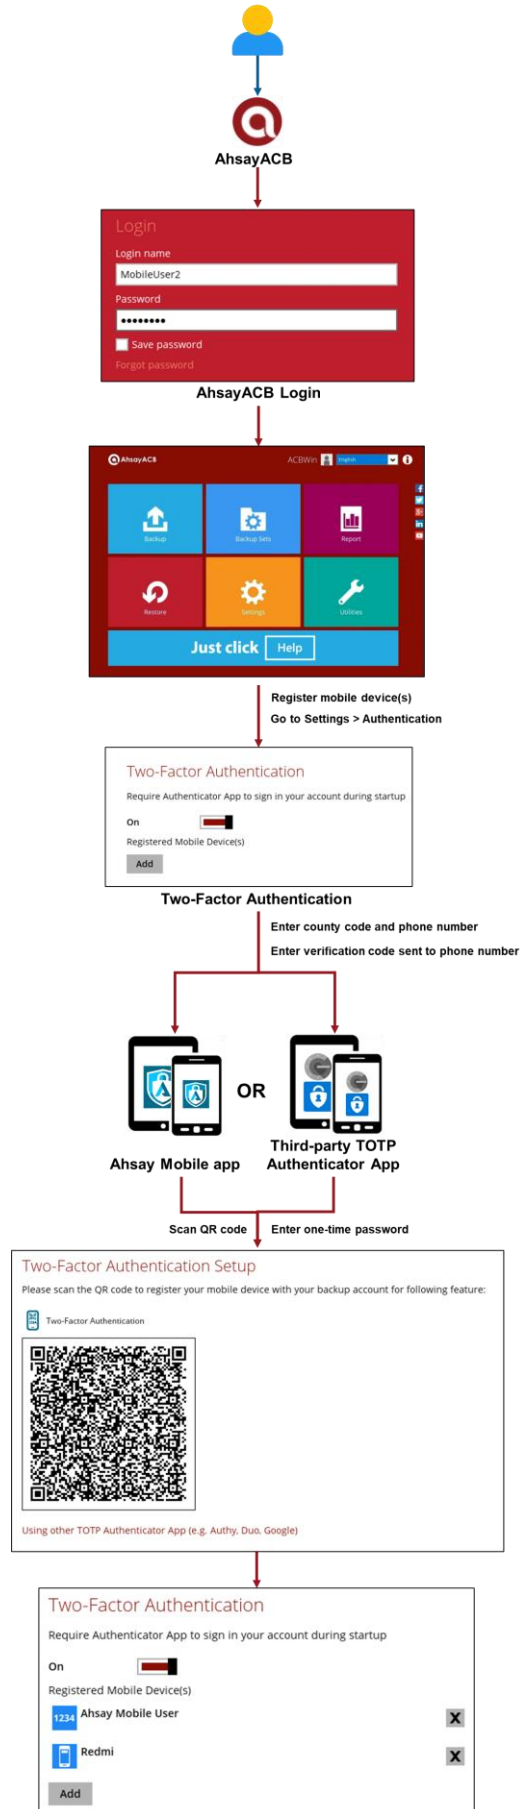 AhsayACB
Login
Login name
MobileUser2
Password
Save password
Forgot password
AhsayACB Login
AhsayACB
ACBWin
English
Backup
Backup Sets
Report
Restore
Settings
Utilities
Just click Help
Register mobile device(s)
Go to Settings > Authentication
Two-Factor Authentication
Require Authenticator App to sign in your account during startup
On
Registered Mobile Device(s)
Add
Two-Factor Authentication
Enter county code and phone number
Enter verification code sent to phone number
OR
Ahsay Mobile app
Third-party TOTP
Authenticator App
Scan QR code
Enter one-time password
Two-Factor Authentication Setup
Please scan the QR code to register your mobile device with your backup account for following feature:
Two-Factor Authentication
Using other TOTP Authenticator App (e.g. Authy, Duo, Google)
Two-Factor Authentication
Require Authenticator App to sign in your account during startup
On
Registered Mobile Device(s)
1234 Ahsay Mobile User
X
Redmi
X
Add